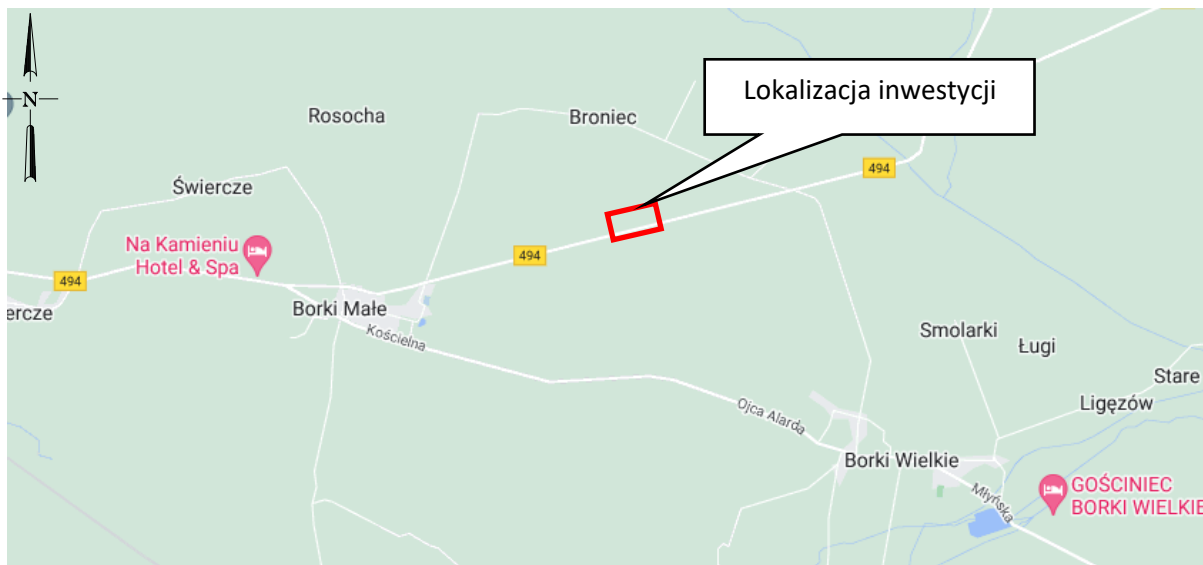 Lokalizacja inwestycji
N
Rosocha
Broniec
494
Świercze
Na Kamieniu
Hotel & Spa
494
494
ercze
Borki Małe
Kościelna
Smolarki
Ługi
Stare
Ligęzów
Ojca Alarda
Borki Wielkie
Młyńska
GOŚCINIEC
BORKI WIELKIE